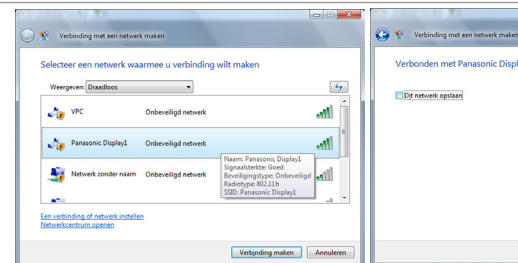 Verbinding met een netwerk maken
Selecteer een netwerk waarmee u verbinding wilt maken
Weergeven: Draadloos
VPC Onbeveiligd netwerk
Panasonic Display1 Onbeveiligd netwerk
Netwerk zonder naam Onbeveiligd netwerk
Naam: Panasonic Display1
Signaalsterkte: Goed
Beveiligingstype: Onbeveiligd
Radiotype: 802.11b
SSID: Panasonic Display1
Een verbinding of netwerk instellen
Netwerkcentrum openen
Verbinding maken Annuleren
Verbinding met een netwerk maken
Verbonden met Panasonic Displ
Dit netwerk opslaan